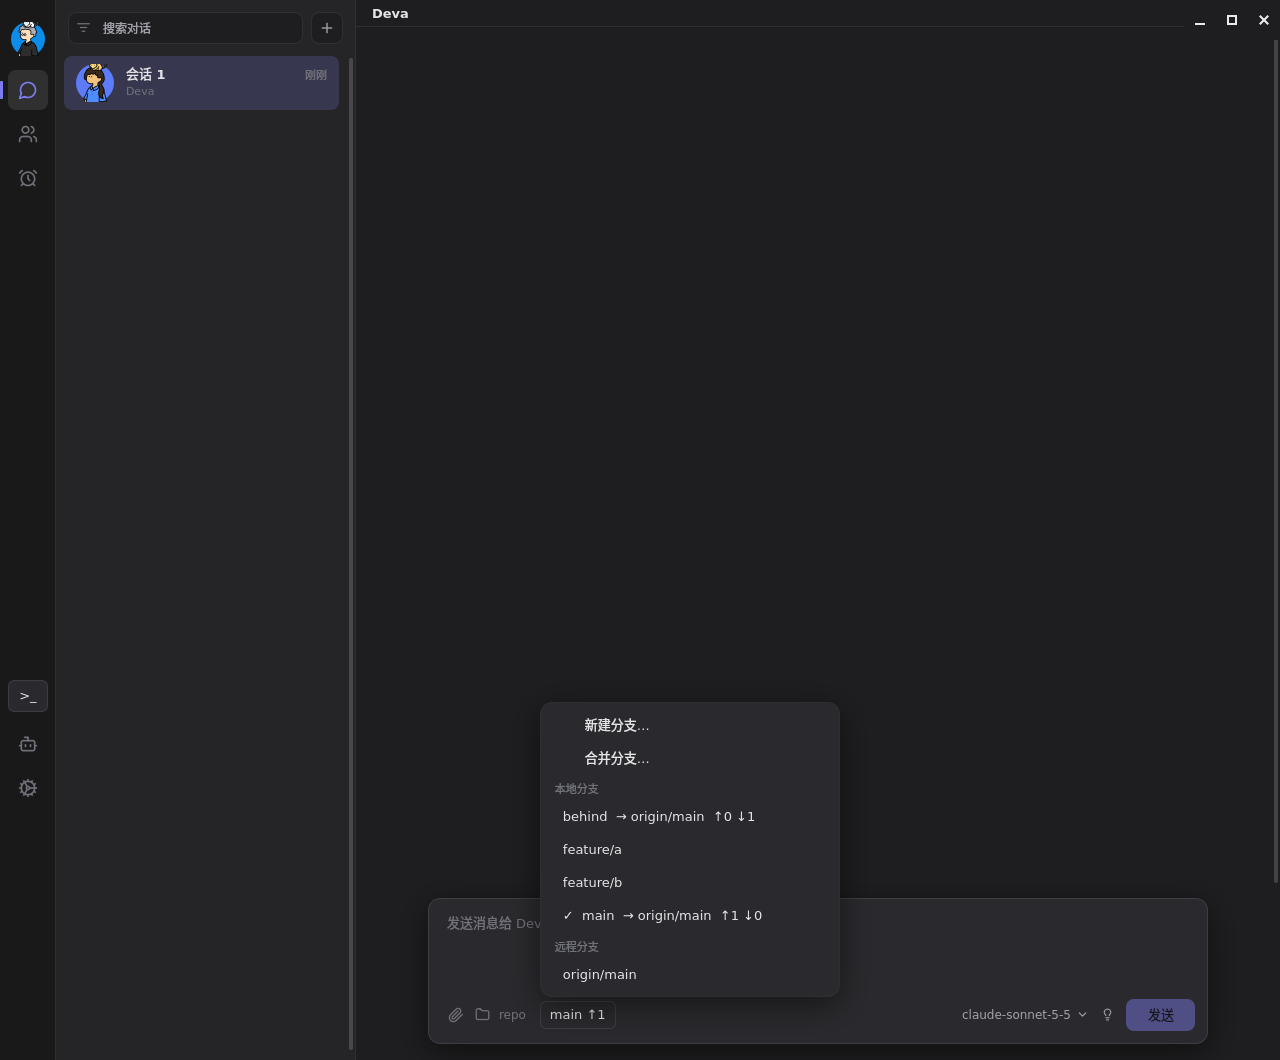 搜索对话
会话 1
刚刚
Deva
Deva
>_
新建分支...
合并分支...
本地分支
behind → origin/main ↑0 ↓1
feature/a
feature/b
✓ main → origin/main ↑1 ↓0
远程分支
origin/main
发送消息给 Dev
repo
main ↑1
claude-sonnet-5-5
发送